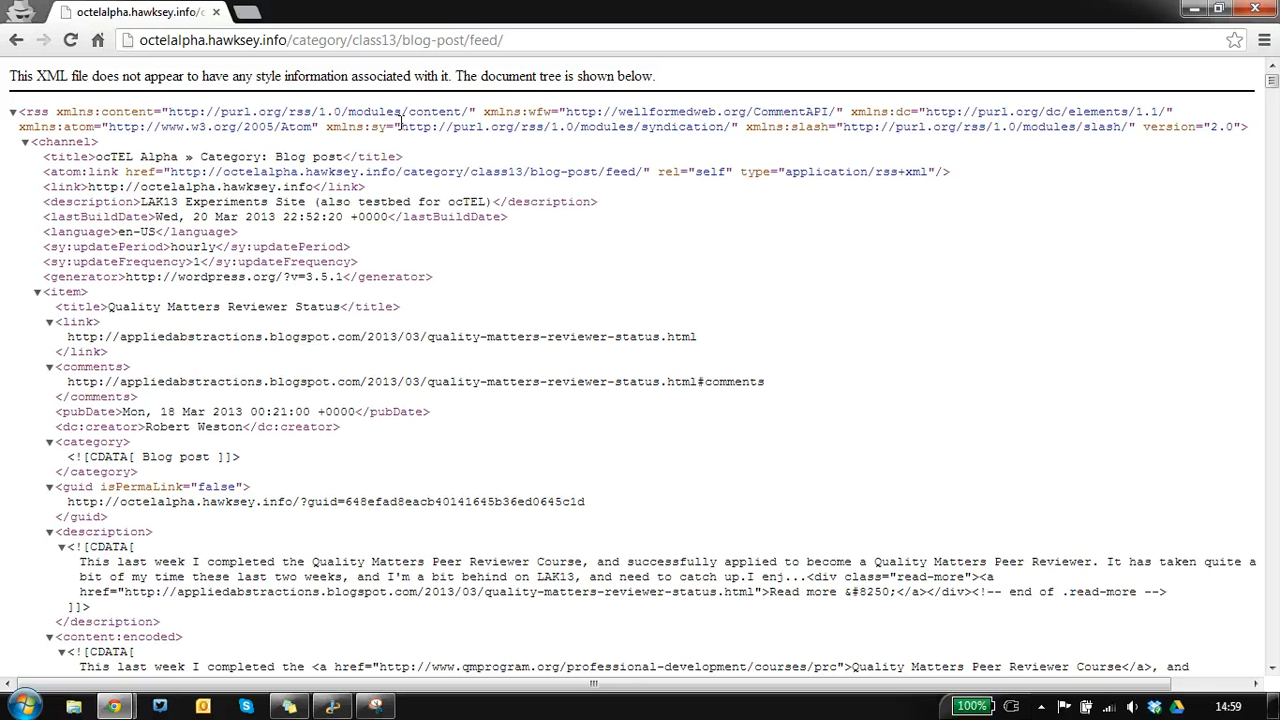 octelalpha.hawksey.info/c
octelalpha.hawksey.info/category/class13/blog-post/feed/
This XML file does not appear to have any style information associated with it. The document tree is shown below.
▼<rss xmlns:content="http://purl.org/rss/1.0/modules/content/" xmlns:wfw="http://wellformedweb.org/CommentAPI/" xmlns:dc="http://purl.org/dc/elements/1.1/"
xmlns:atom="http://www.w3.org/2005/Atom" xmlns:sy="http://purl.org/rss/1.0/modules/syndication/" xmlns:slash="http://purl.org/rss/1.0/modules/slash/" version="2.0">
▼<channel>
<title>ocTEL Alpha » Category: Blog post</title>
<atom:link href="http://octelalpha.hawksey.info/category/class13/blog-post/feed/" rel="self" type="application/rss+xml"/>
<link>http://octelalpha.hawksey.info</link>
<description>LAK13 Experiments Site (also testbed for ocTEL)</description>
<lastBuildDate>Wed, 20 Mar 2013 22:52:20 +0000</lastBuildDate>
<language>en-US</language>
<sy:updatePeriod>hourly</sy:updatePeriod>
<sy:updateFrequency>1</sy:updateFrequency>
<generator>http://wordpress.org/?v=3.5.1</generator>
▼<item>
<title>Quality Matters Reviewer Status</title>
▼<link>
http://appliedabstractions.blogspot.com/2013/03/quality-matters-reviewer-status.html
</link>
▼<comments>
http://appliedabstractions.blogspot.com/2013/03/quality-matters-reviewer-status.html#comments
</comments>
<pubDate>Mon, 18 Mar 2013 00:21:00 +0000</pubDate>
<dc:creator>Robert Weston</dc:creator>
▼<category>
<![CDATA[ Blog post ]]>
</category>
▼<guid isPermaLink="false">
http://octelalpha.hawksey.info/?guid=648efad8eacb40141645b36ed0645c1d
</guid>
▼<description>
▼<![CDATA[
This last week I completed the Quality Matters Peer Reviewer Course, and successfully applied to become a Quality Matters Peer Reviewer. It has taken quite a
bit of my time these last two weeks, and I'm a bit behind on LAK13, and need to catch up.I enj...<div class="read-more"><a
href="http://appliedabstractions.blogspot.com/2013/03/quality-matters-reviewer-status.html">Read more &#8250;</a></div><!-- end of .read-more -->
]]>
</description>
▼<content:encoded>
▼<![CDATA[
This last week I completed the <a href="http://www.qmprogram.org/professional-development/courses/prc">Quality Matters Peer Reviewer Course</a>, and
100%
14:59